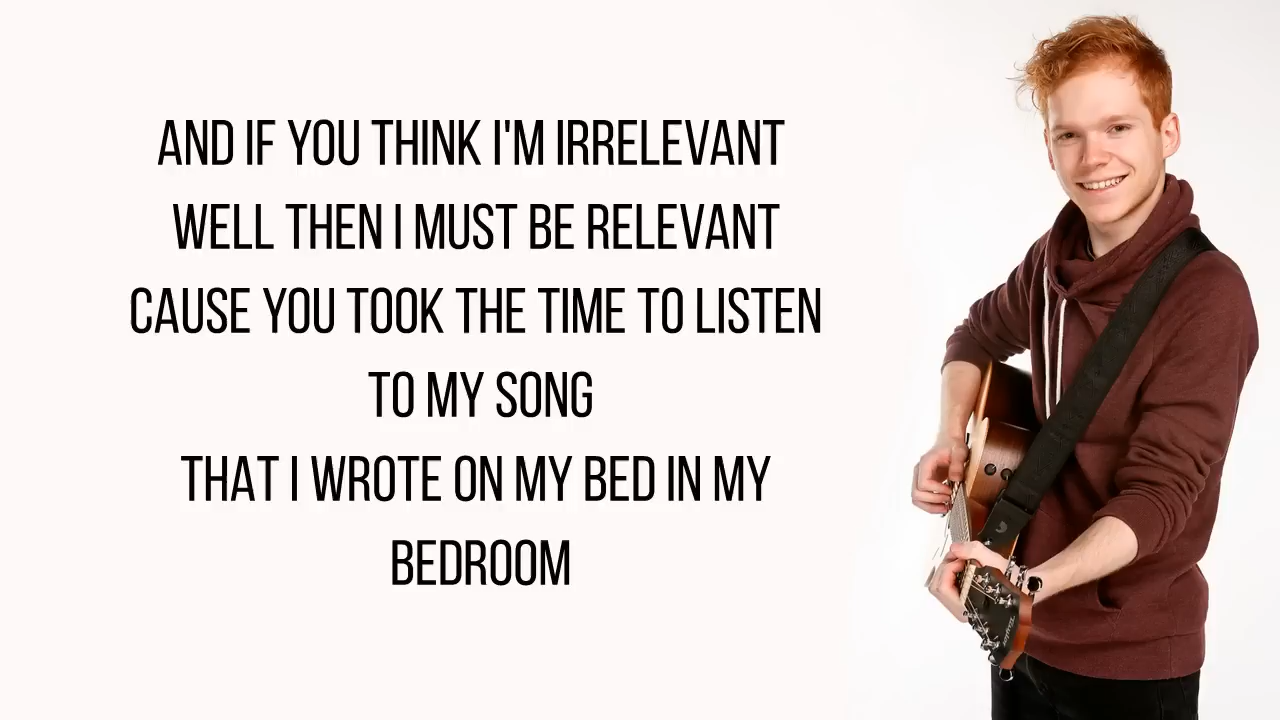 AND IF YOU THINK I'M IRRELEVANT
WELL THEN I MUST BE RELEVANT
CAUSE YOU TOOK THE TIME TO LISTEN
TO MY SONG
THAT I WROTE ON MY BED IN MY
BEDROOM